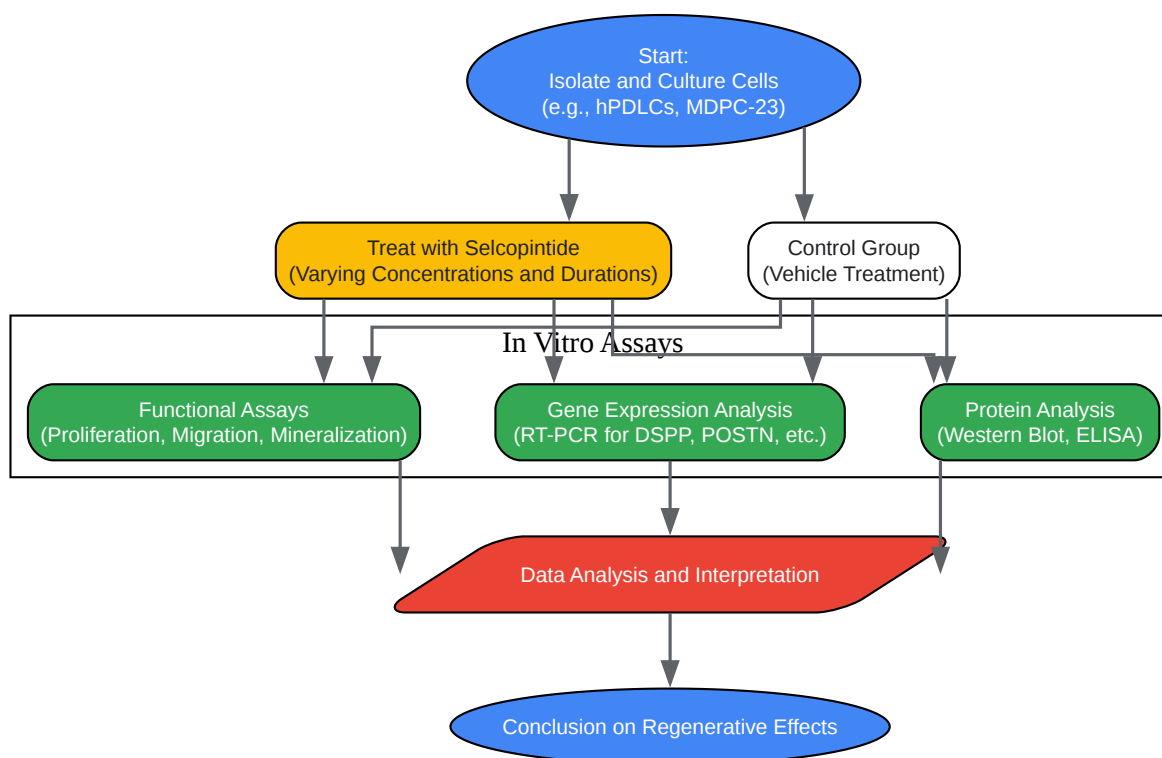 Start:
Isolate and Culture Cells
(e.g., hPDLCs, MDPC-23)
Treat with Selcopintide
(Varying Concentrations and Durations)
Control Group
(Vehicle Treatment)
In Vitro Assays
Functional Assays
(Proliferation, Migration, Mineralization)
Gene Expression Analysis
(RT-PCR for DSPP, POSTN, etc.)
Protein Analysis
(Western Blot, ELISA)
Data Analysis and Interpretation
Conclusion on Regenerative Effects